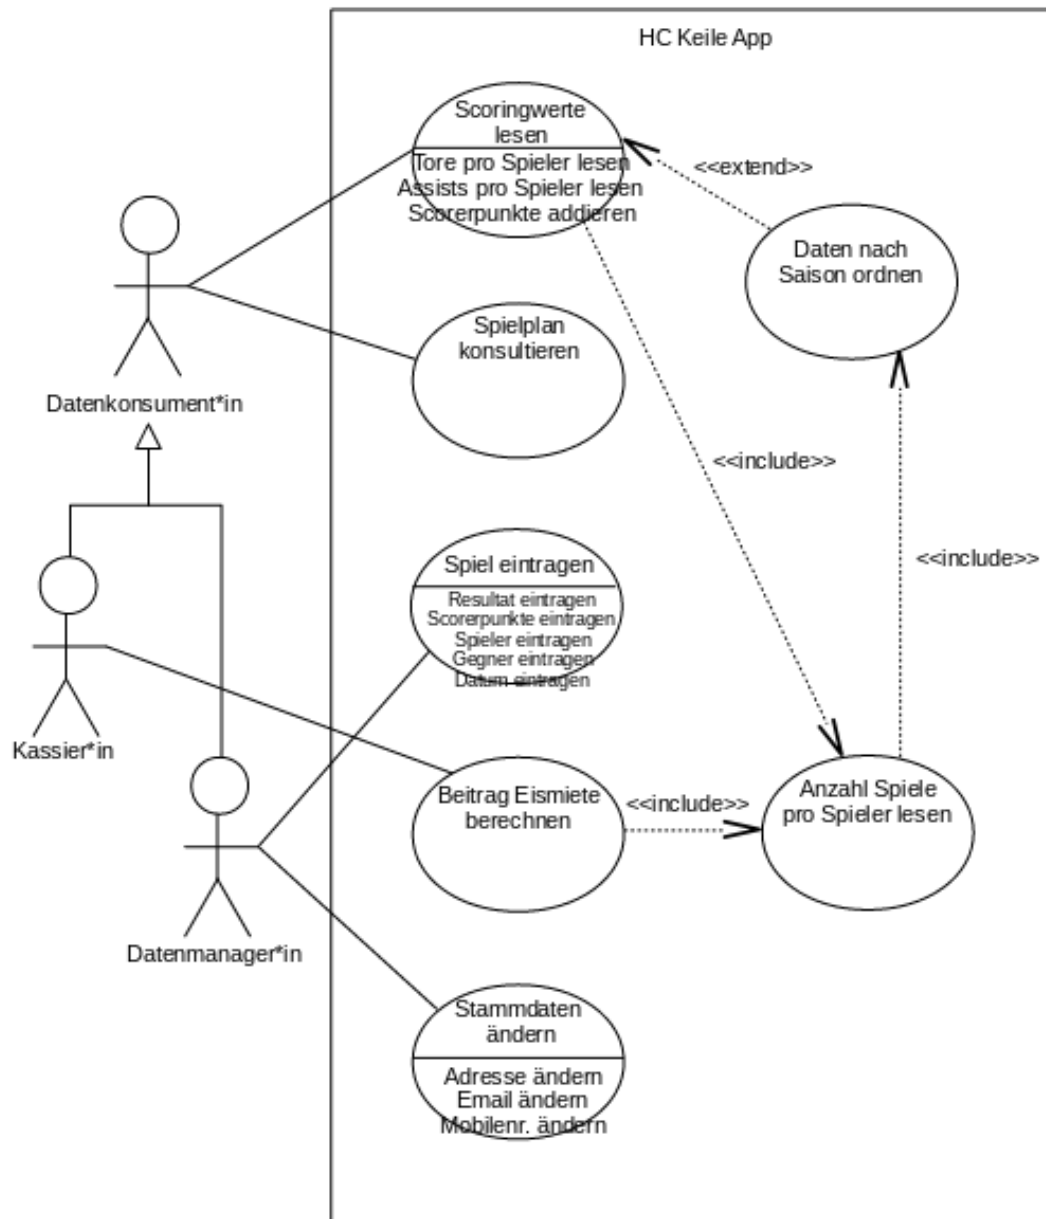 HC Keile App
Scoringwerte
lesen
Tore pro Spieler lesen
Assists pro Spieler lesen
Scorerpunkte addieren
<<extend>>
Daten nach
Saison ordnen
Spielplan
konsultieren
Datenkonsument*in
<<include>>
<<include>>
Spiel eintragen
Resultat eintragen
Scorerpunkte eintragen
Spieler eintragen
Gegner eintragen
Datum eintragen
Kassier*in
Beitrag Eismiete
berechnen
<<include>>
Anzahl Spiele
pro Spieler lesen
Datenmanager*in
Stammdaten
ändern
Adresse ändern
Email ändern
Mobilenr. ändern